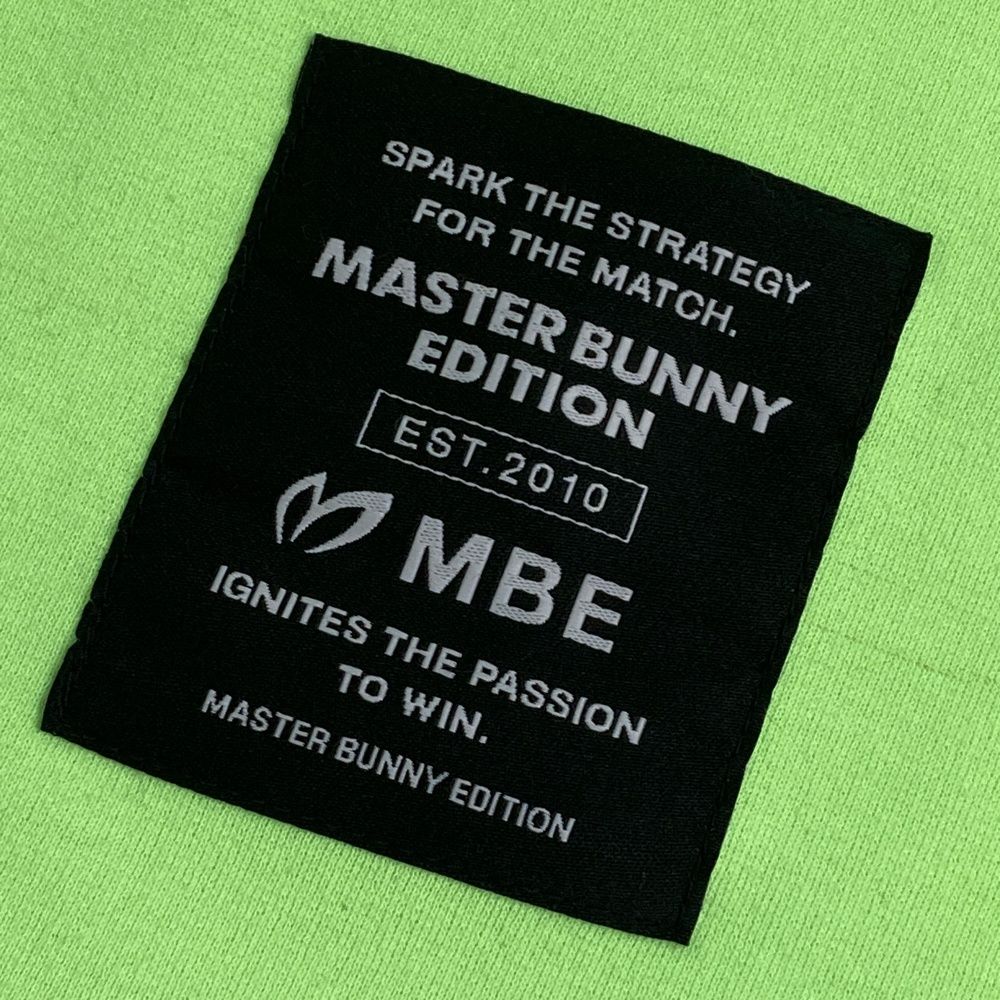 SPARK THE STRATEGY
FOR THE MATCH.
MASTER BUNNY
EDITION
EST.2010
MBE
IGNITES THE PASSION
TO WIN.
MASTER BUNNY EDITION